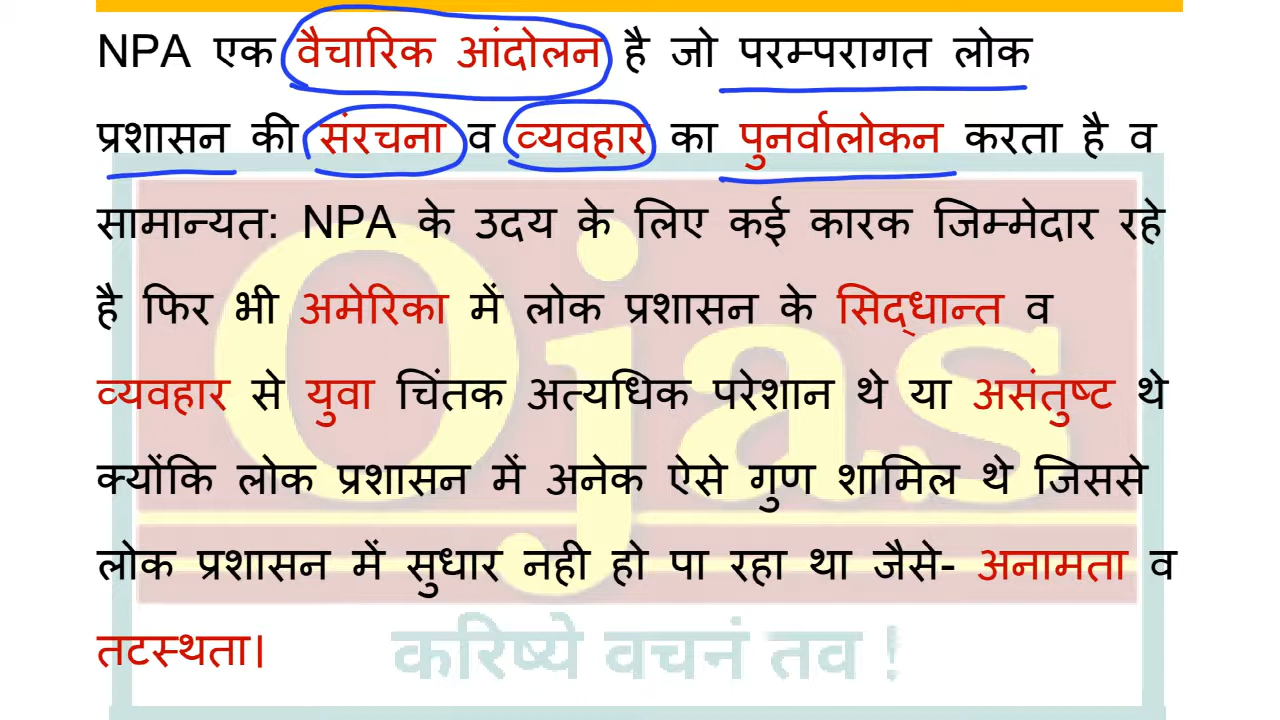 NPA एक वैचारिक आंदोलन है जो परम्परागत लोक
प्रशासन की संरचना व व्यवहार का पुनर्वालोकन करता है व
सामान्यत: NPA के उदय के लिए कई कारक जिम्मेदार रहे
है फिर भी अमेरिका में लोक प्रशासन के सिद्धान्त व
व्यवहार से युवा चिंतक अत्यधिक परेशान थे या असंतुष्ट थे
क्योंकि लोक प्रशासन में अनेक ऐसे गुण शामिल थे जिससे
लोक प्रशासन में सुधार नही हो पा रहा था जैसे- अनामता व
तटस्थता।
Ojas
करिष्ये वचनं तव !